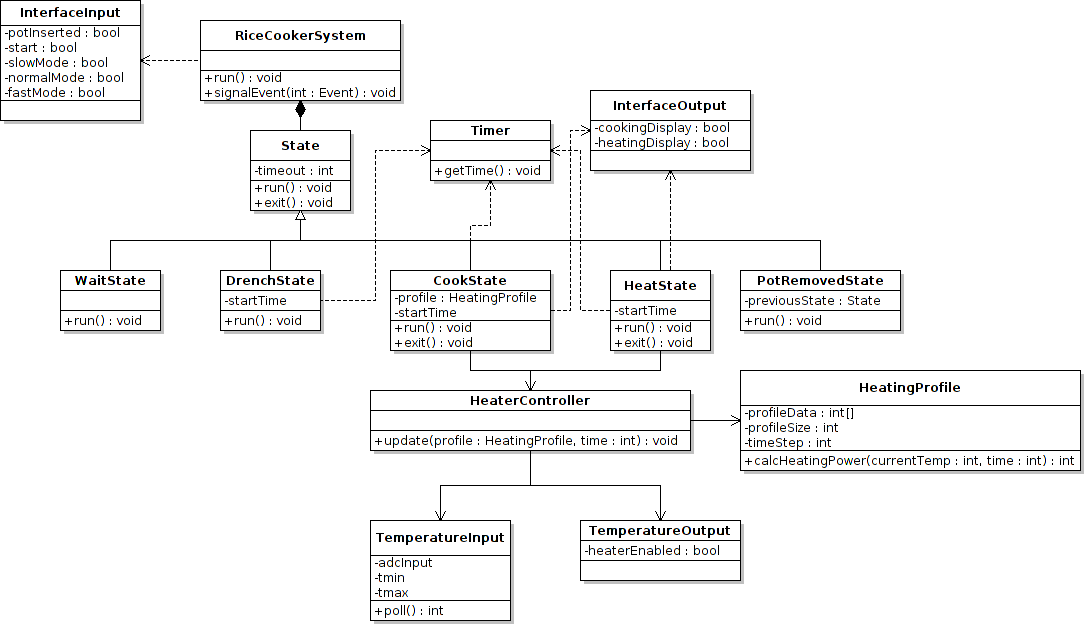 InterfaceInput
-potInserted : bool
-start : bool
-slowMode : bool
-normalMode : bool
-fastMode : bool
RiceCookerSystem
+run() : void
+signalEvent(int : Event) : void
State
-timeout : int
+run() : void
+exit() : void
Timer
+getTime() : void
InterfaceOutput
-cookingDisplay : bool
-heatingDisplay : bool
WaitState
+run() : void
DrenchState
-startTime
+run() : void
CookState
-profile : HeatingProfile
-startTime
+run() : void
+exit() : void
HeatState
-startTime
+run() : void
+exit() : void
PotRemovedState
-previousState : State
+run() : void
HeaterController
+update(profile : HeatingProfile, time : int) : void
HeatingProfile
-profileData : int[]
-profileSize : int
-timeStep : int
+calcHeatingPower(currentTemp : int, time : int) : int
TemperatureInput
-adcInput
-tmin
-tmax
+poll() : int
TemperatureOutput
-heaterEnabled : bool